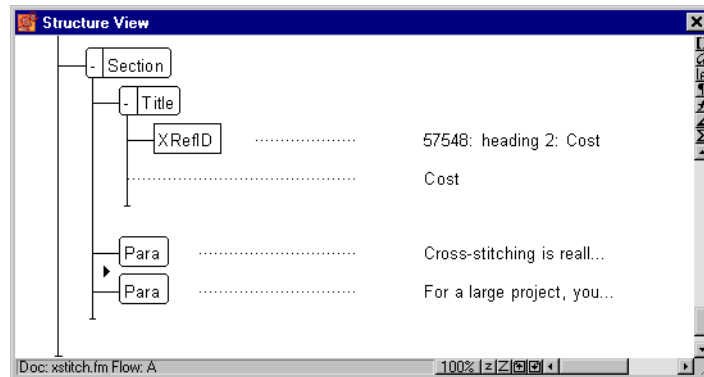 Structure View
- Section
- Title
XRefID 57548: heading 2: Cost
Cost
Para Cross-stitching is reall...
Para For a large project, you...
Doc: xstitch.fm Flow: A 100% z Z